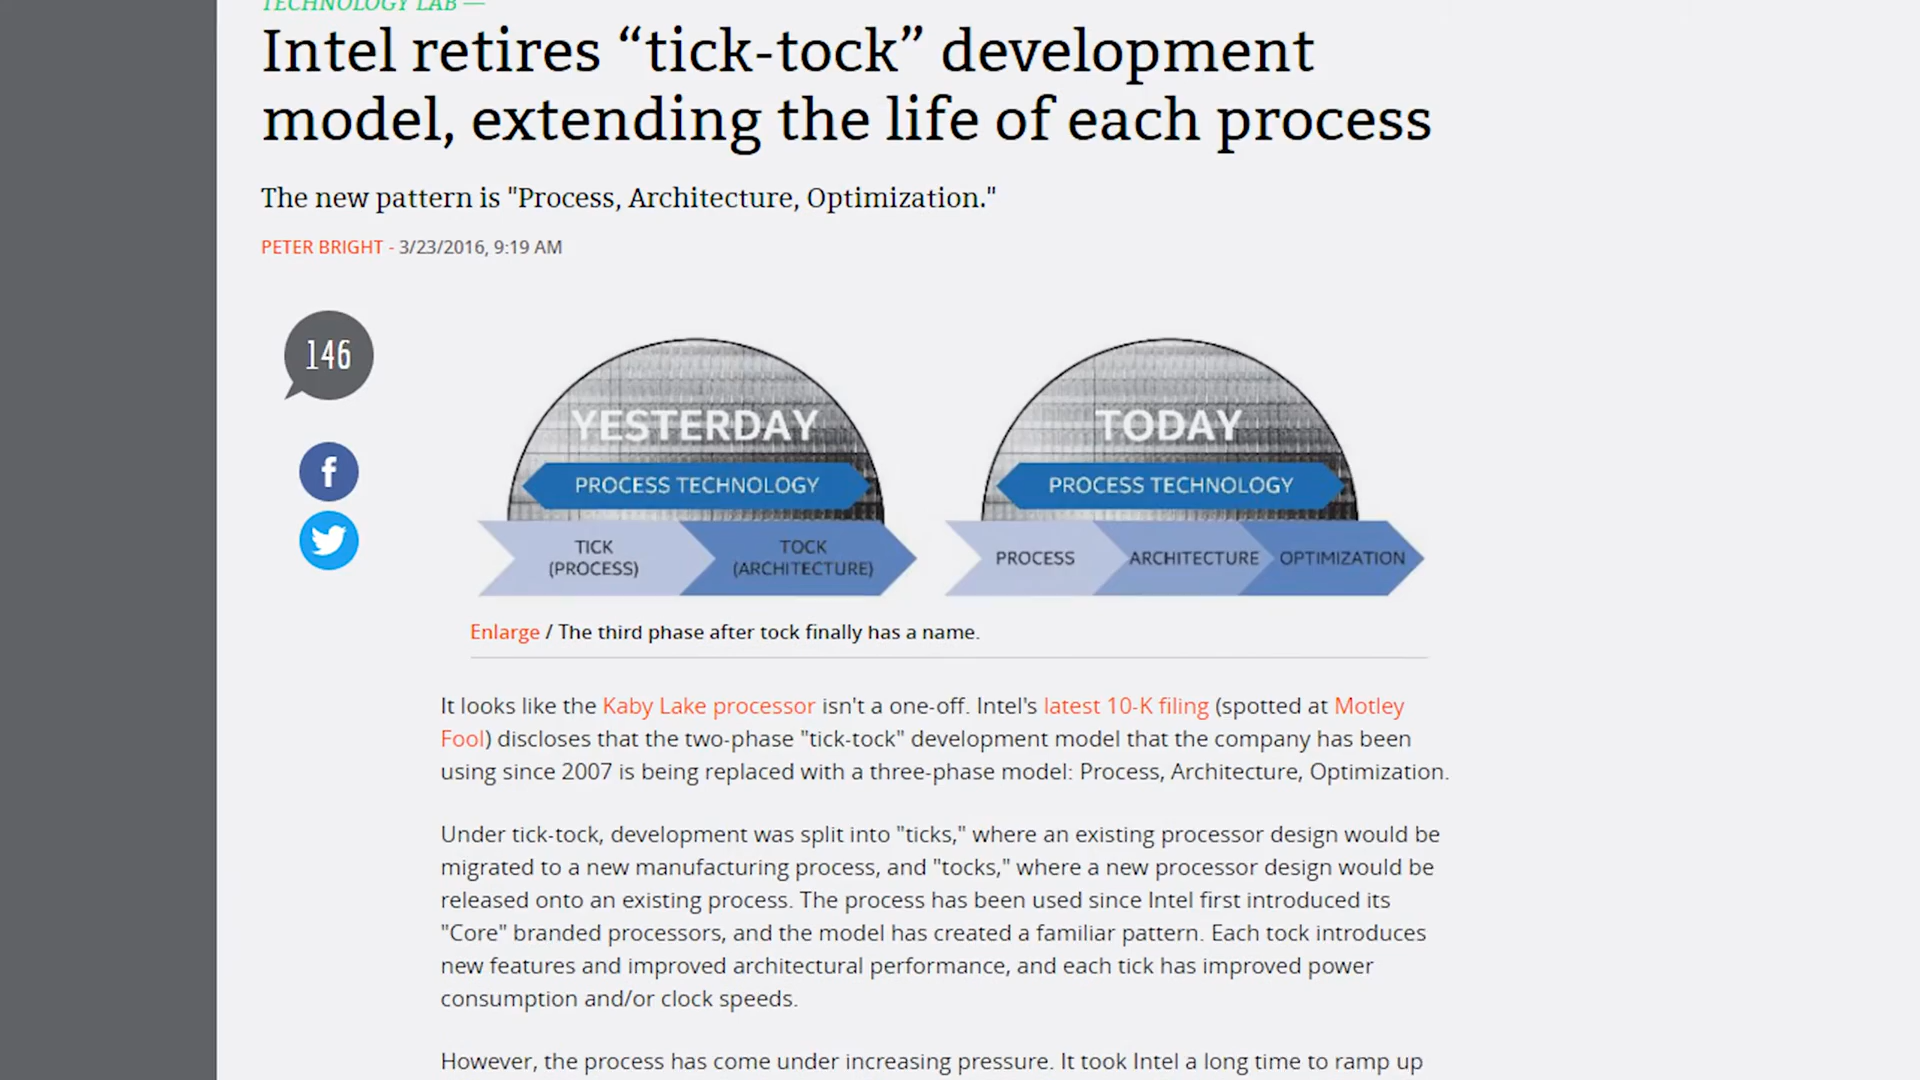 TECHNOLOGY LAB —
Intel retires “tick-tock” development
model, extending the life of each process
The new pattern is "Process, Architecture, Optimization."
PETER BRIGHT - 3/23/2016, 9:19 AM
146
YESTERDAY
PROCESS TECHNOLOGY
TICK
(PROCESS)
TOCK
(ARCHITECTURE)
TODAY
PROCESS TECHNOLOGY
PROCESS
ARCHITECTURE
OPTIMIZATION
Enlarge / The third phase after tock finally has a name.
It looks like the Kaby Lake processor isn't a one-off. Intel's latest 10-K filing (spotted at Motley
Fool) discloses that the two-phase "tick-tock" development model that the company has been
using since 2007 is being replaced with a three-phase model: Process, Architecture, Optimization.
Under tick-tock, development was split into "ticks," where an existing processor design would be
migrated to a new manufacturing process, and "tocks," where a new processor design would be
released onto an existing process. The process has been used since Intel first introduced its
"Core" branded processors, and the model has created a familiar pattern. Each tock introduces
new features and improved architectural performance, and each tick has improved power
consumption and/or clock speeds.
However, the process has come under increasing pressure. It took Intel a long time to ramp up